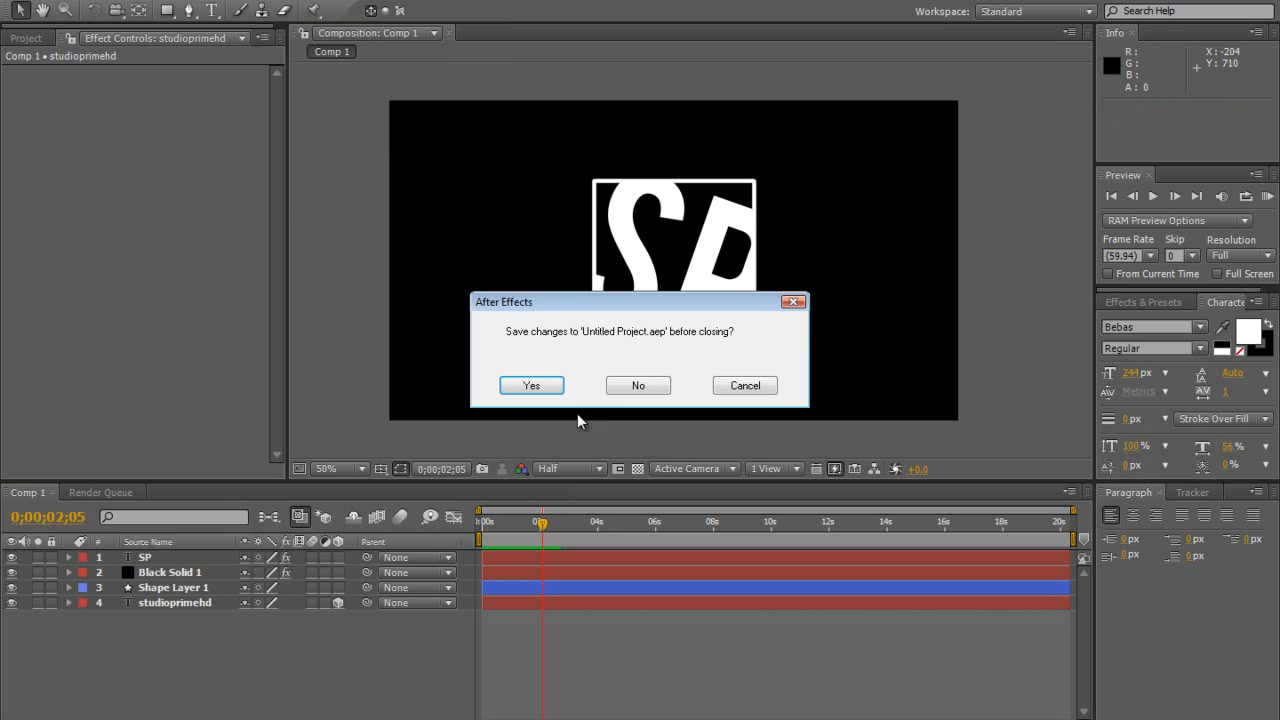 Workspace: Standard
Search Help
Project
Effect Controls: studioprimehd
Comp 1 • studioprimehd
Composition: Comp 1
Comp 1
SP
After Effects
Save changes to 'Untitled Project.aep' before closing?
Yes
No
Cancel
50%
0;00;02;05
Half
Active Camera
1 View
+0.0
Info
R :
G :
B :
A : 0
X : -204
Y : 710
Preview
RAM Preview Options
Frame Rate Skip Resolution
(59.94) 0 Full
From Current Time Full Screen
Effects & Presets
Characte
Bebas
Regular
244 px Auto
Metrics 1
0 px Stroke Over Fill
100 % 56 %
0 px 0 %
Paragraph Tracker
0 px 0 px 0 px
0 px 0 px
Comp 1 Render Queue
0;00;02;05
:00s 04s 06s 08s 10s 12s 14s 16s 18s 20s
# Source Name Parent
1 T SP fx None
2 Black Solid 1 fx None
3 Shape Layer 1 None
4 T studioprimehd None